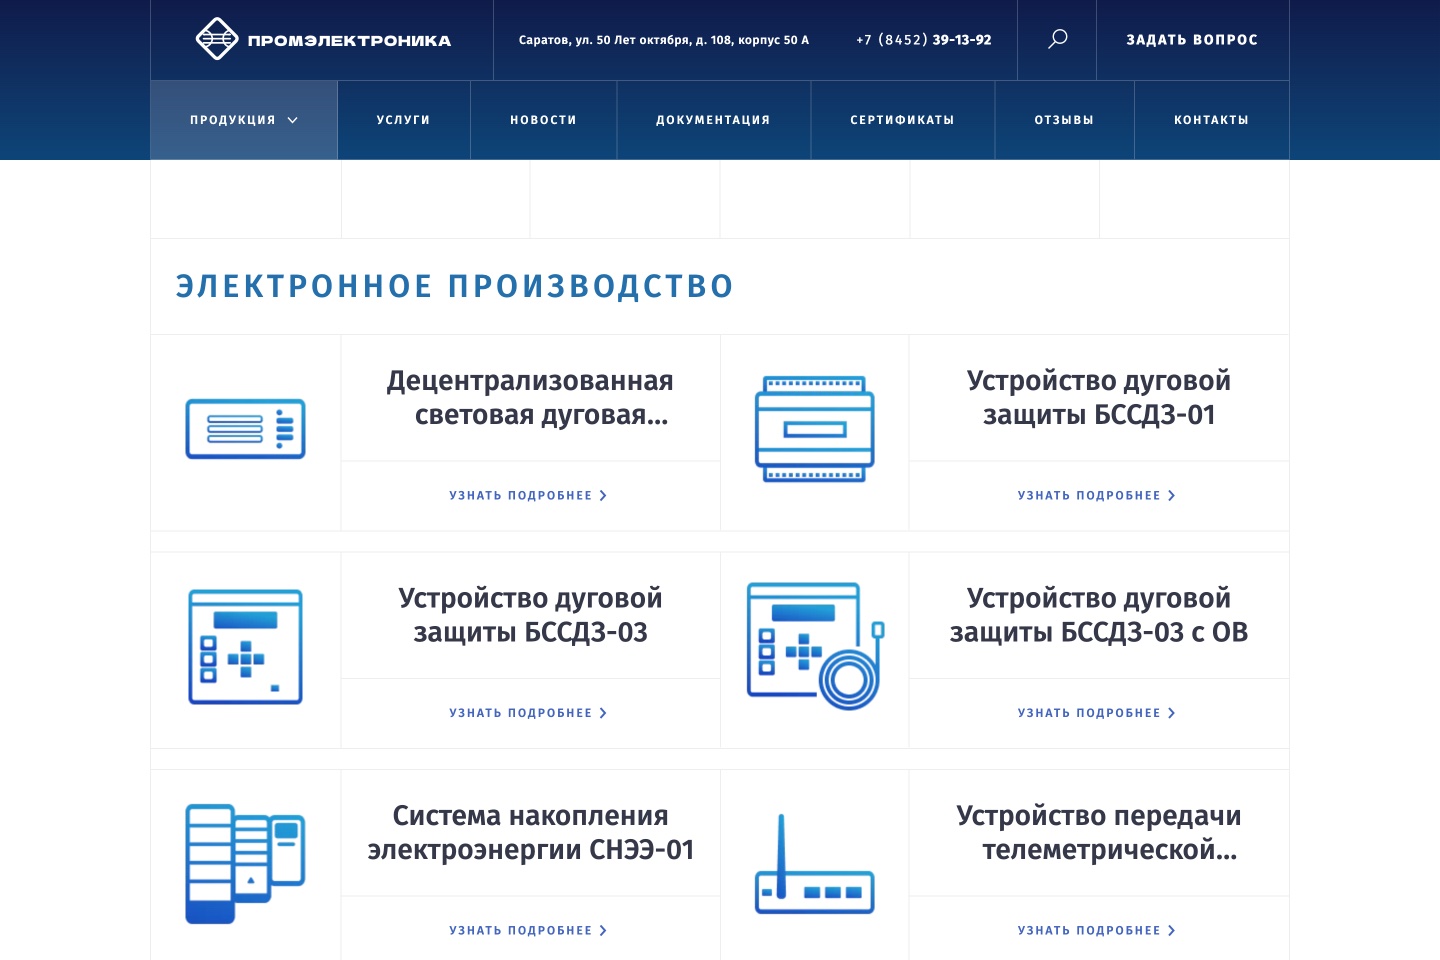 ПРОМЭЛЕКТРОНИКА
Саратов, ул. 50 Лет октября, д. 108, корпус 50 А
+7 (8452) 39-13-92
ЗАДАТЬ ВОПРОС
ПРОДУКЦИЯ
УСЛУГИ
НОВОСТИ
ДОКУМЕНТАЦИЯ
СЕРТИФИКАТЫ
ОТЗЫВЫ
КОНТАКТЫ
ЭЛЕКТРОННОЕ ПРОИЗВОДСТВО
Децентрализованная
световая дуговая...
УЗНАТЬ ПОДРОБНЕЕ
Устройство дуговой
защиты БССДЗ-01
УЗНАТЬ ПОДРОБНЕЕ
Устройство дуговой
защиты БССДЗ-03
УЗНАТЬ ПОДРОБНЕЕ
Устройство дуговой
защиты БССДЗ-03 с ОВ
УЗНАТЬ ПОДРОБНЕЕ
Система накопления
электроэнергии СНЭЭ-01
УЗНАТЬ ПОДРОБНЕЕ
Устройство передачи
телеметрической...
УЗНАТЬ ПОДРОБНЕЕ